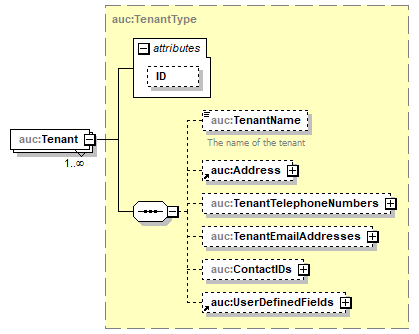 auc:TenantType
attributes
ID
auc:Tenant
1..∞
auc:TenantName
The name of the tenant
auc:Address
auc:TenantTelephoneNumbers
auc:TenantEmailAddresses
auc:ContactIDs
auc:UserDefinedFields